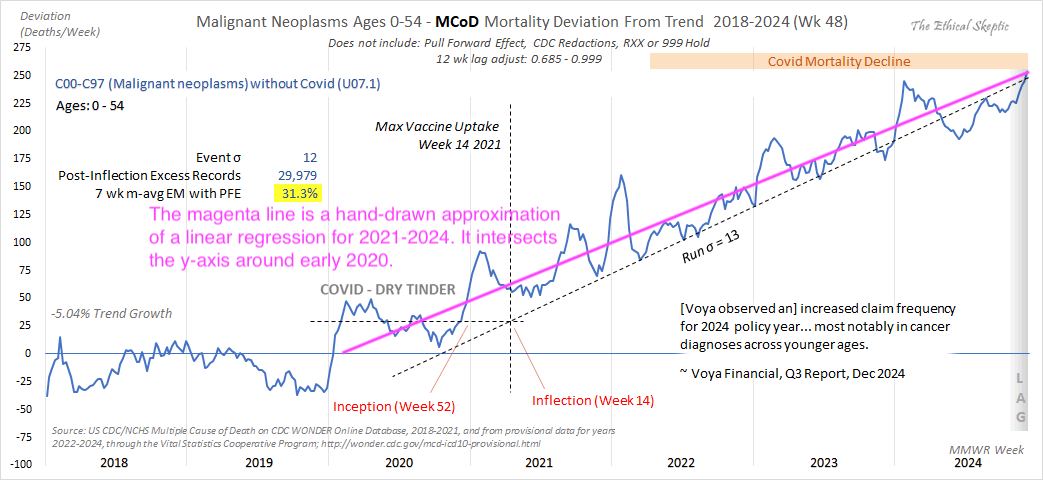 Deviation
(Deaths/Week)
Malignant Neoplasms Ages 0-54 - MCoD Mortality Deviation From Trend 2018-2024 (Wk 48)
The Ethical Skeptic
Does not include: Pull Forward Effect, CDC Redactions, RXX or 999 Hold
12 wk lag adjust: 0.685 - 0.999
Covid Mortality Decline
C00-C97 (Malignant neoplasms) without Covid (U07.1)
Ages: 0 - 54
Max Vaccine Uptake
Week 14 2021
Event σ 12
Post-Inflection Excess Records 29,979
7 wk m-avg EM with PFE 31.3%
The magenta line is a hand-drawn approximation
of a linear regression for 2021-2024. It intersects
the y-axis around early 2020.
Run σ = 13
COVID - DRY TINDER
-5.04% Trend Growth
[Voya observed an] increased claim frequency
for 2024 policy year... most notably in cancer
diagnoses across younger ages.
~ Voya Financial, Q3 Report, Dec 2024
Inception (Week 52)
Inflection (Week 14)
L
A
G
Source: US CDC/NCHS Multiple Cause of Death on CDC WONDER Online Database, 2018-2021, and from provisional data for years
2022-2024, through the Vital Statistics Cooperative Program; http://wonder.cdc.gov/mcd-icd10-provisional.html
MMWR Week
275
250
225
200
175
150
125
100
75
50
25
0
-25
-50
-75
-100
2018 2019 2020 2021 2022 2023 2024